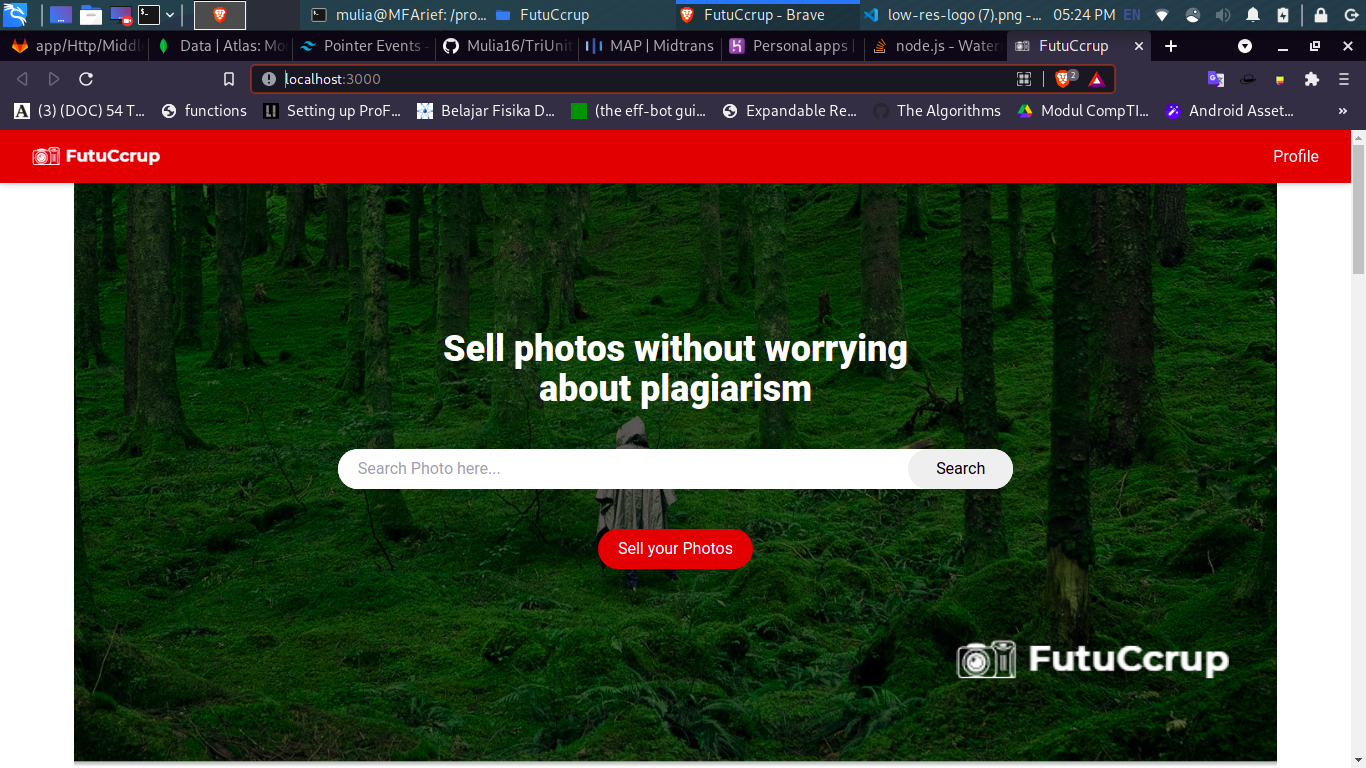 mulia@MFArief: /pro...
FutuCcrup
FutuCcrup - Brave
low-res-logo (7).png -...
05:24 PM
EN
app/Http/Middl
Data | Atlas: Mo
Pointer Events -
Mulia16/TriUnit
MAP | Midtrans
Personal apps |
node.js - Water
FutuCcrup
localhost:3000
2
(3) (DOC) 54 T...
functions
Setting up ProF...
Belajar Fisika D...
(the eff-bot gui...
Expandable Re...
The Algorithms
Modul CompTI...
Android Asset...
»
FutuCcrup
Profile
Sell photos without worrying
about plagiarism
Search Photo here...
Search
Sell your Photos
FutuCcrup